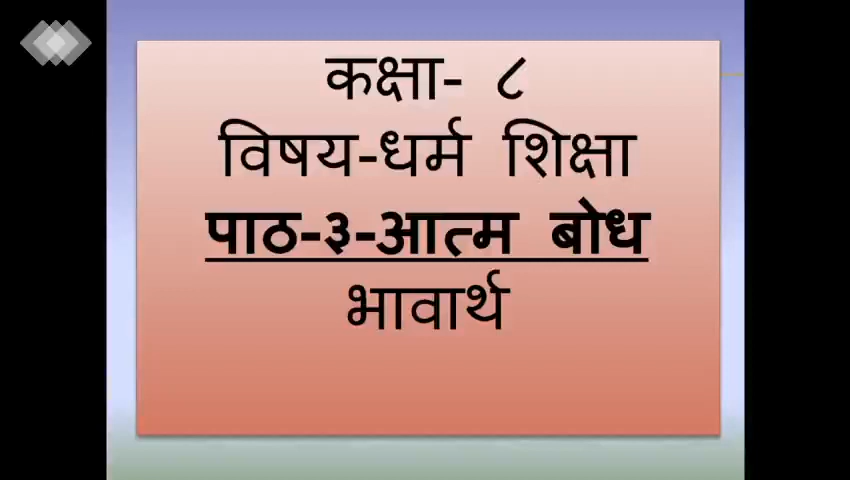 कक्षा- ८
विषय-धर्म शिक्षा
पाठ-३-आत्म बोध
भावार्थ